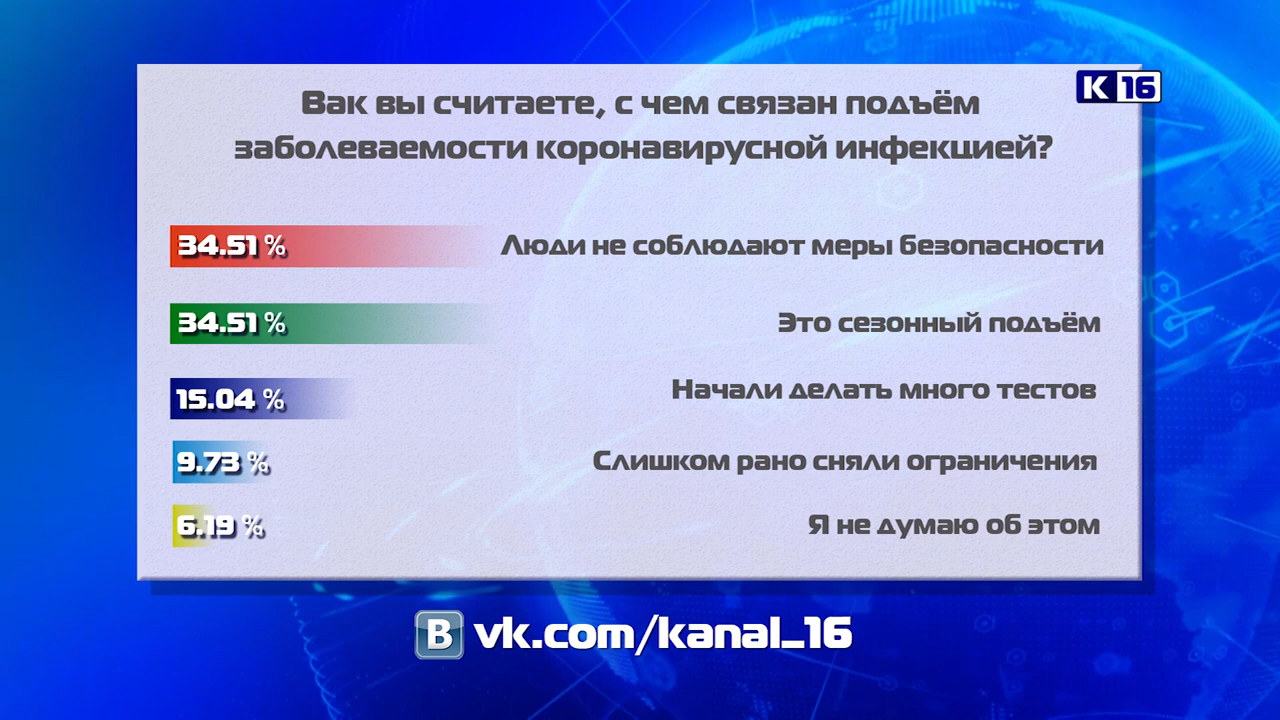 К 16
Вак вы считаете, с чем связан подъём
заболеваемости коронавирусной инфекцией?
34.51 % Люди не соблюдают меры безопасности
34.51 % Это сезонный подъём
15.04 % Начали делать много тестов
9.73 % Слишком рано сняли ограничения
6.19 % Я не думаю об этом
В vk.com/kanal_16